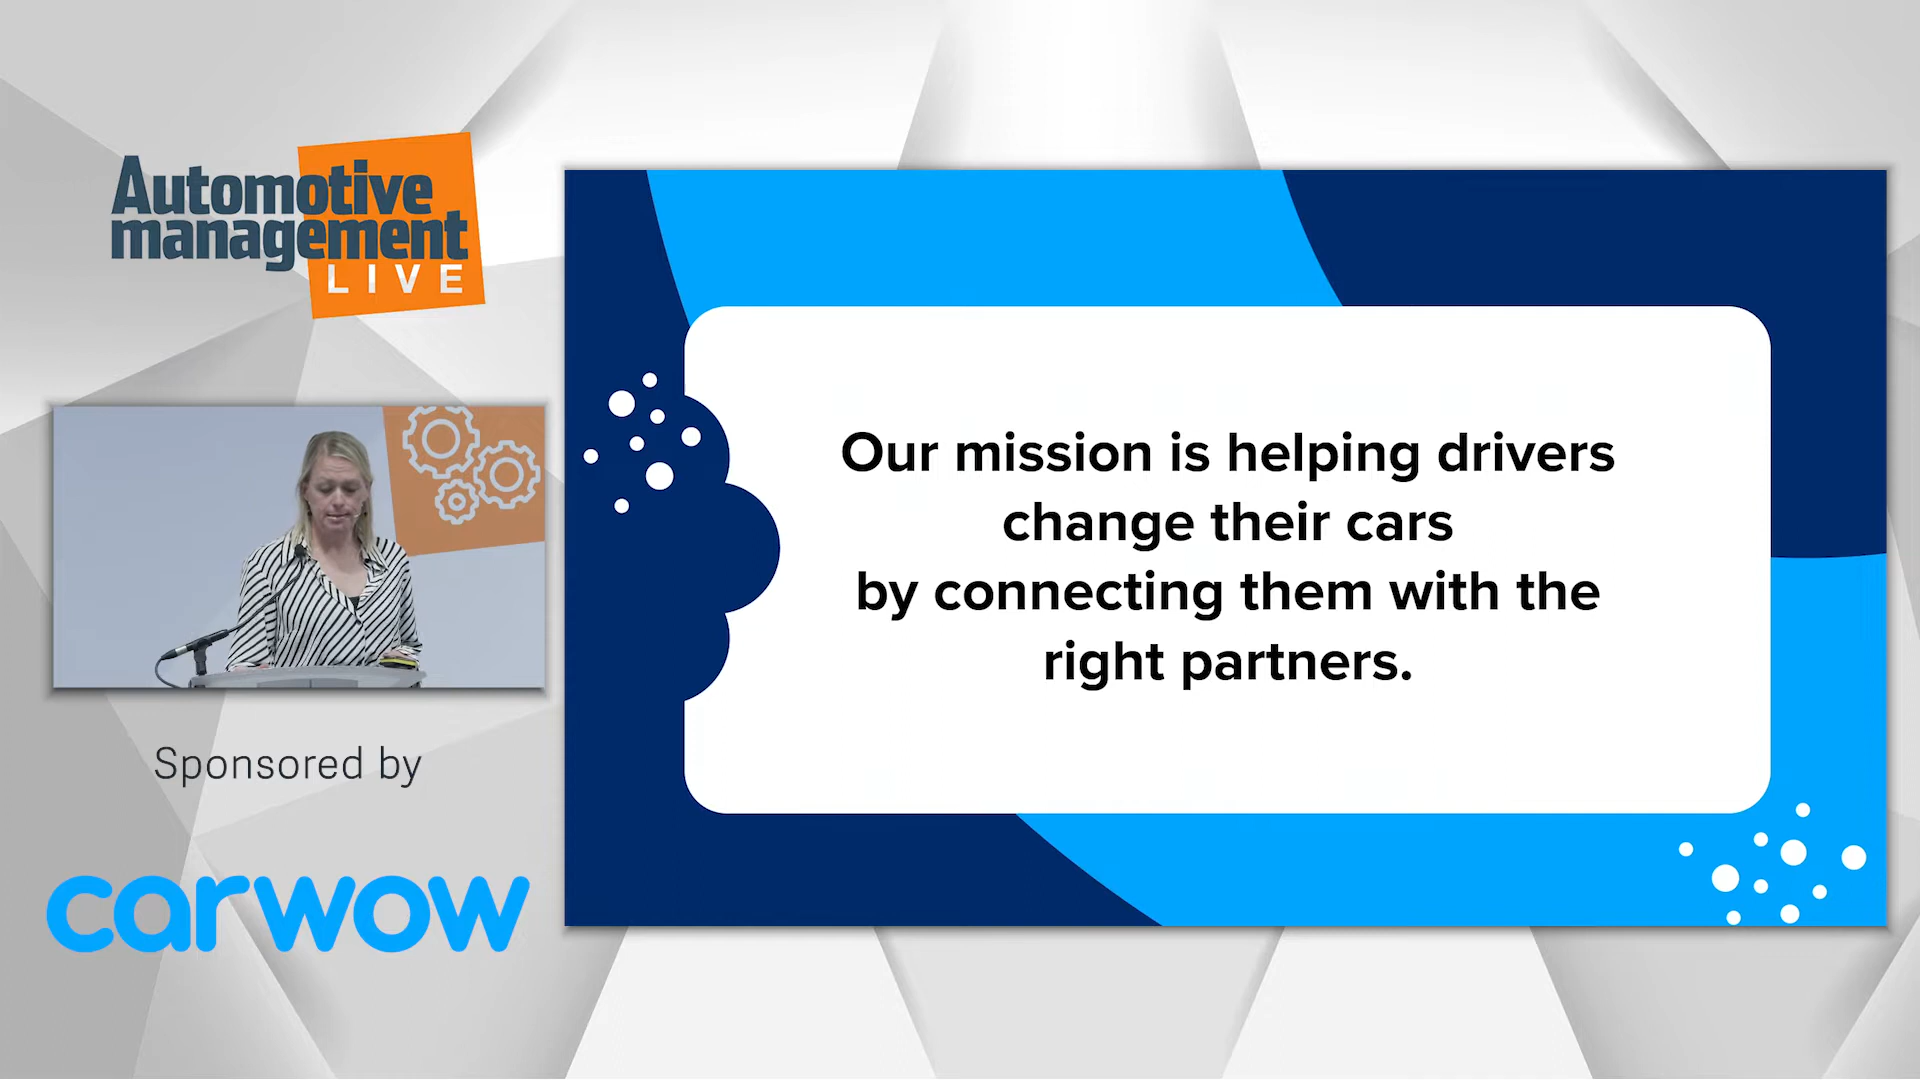 Automotive
management
LIVE
Sponsored by
carwow
Our mission is helping drivers
change their cars
by connecting them with the
right partners.